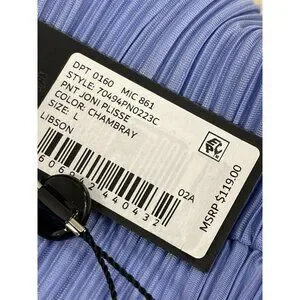 DPT 0160 MIC 861
STYLE: 70494PN0223C
PNT JONI PLISSE
COLOR: CHAMBRAY
SIZE: L
LIBSON
02A
MSRP $119.00